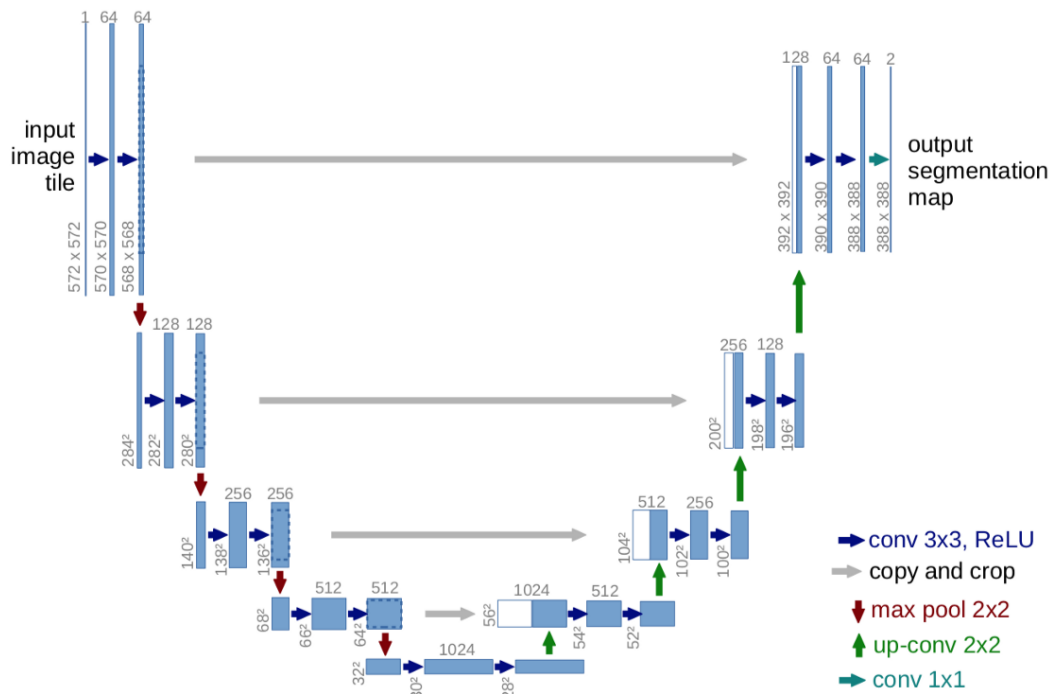 1 64 64
128
64 64 2
input
image
tile
output
segmentation
map
572 x 572
570 x 570
568 x 568
392 x 392
390 x 390
388 x 388
388 x 388
128 128
256 128
284²
282²
280²
200²
198²
196²
256 256
512 256
140²
138²
136²
104²
102²
100²
512 512
1024 512
68²
66²
64²
56²
54²
52²
1024
32²
30²
28²
conv 3x3, ReLU
copy and crop
max pool 2x2
up-conv 2x2
conv 1x1